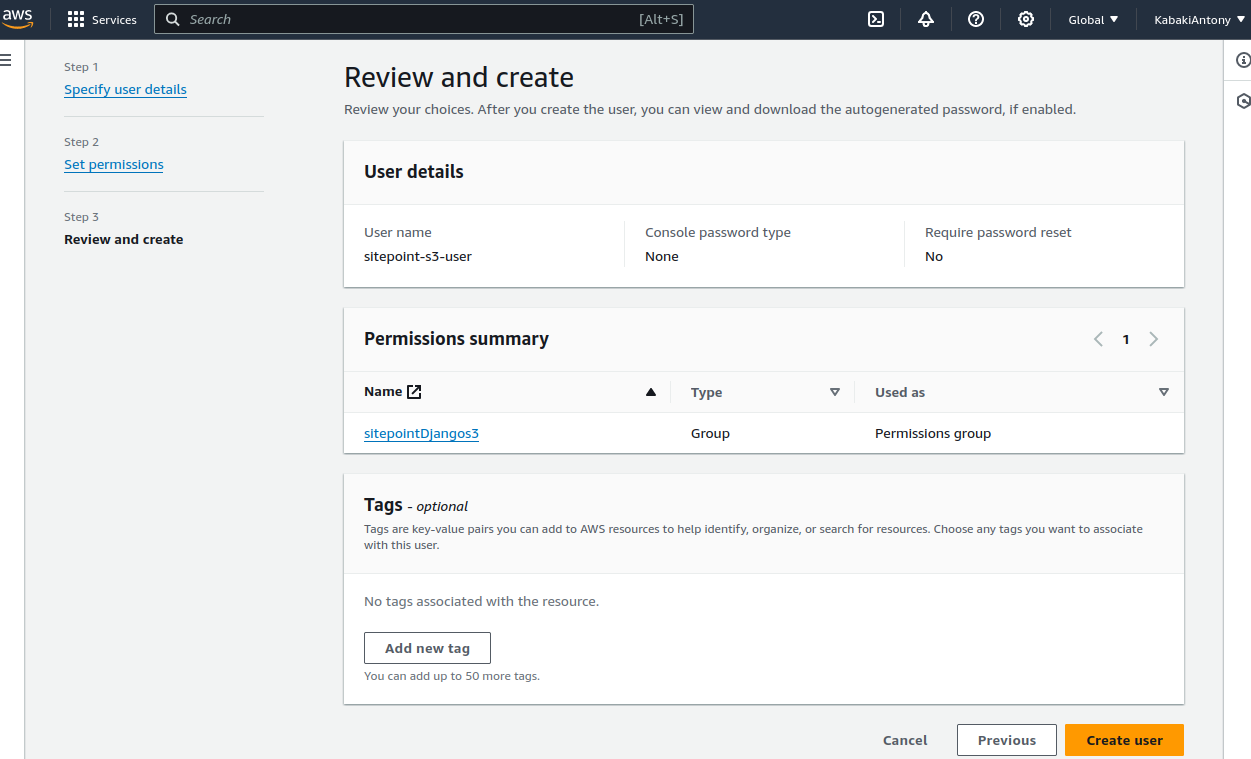 aws
Services
Search
[Alt+S]
Global
KabakiAntony
Step 1
Specify user details
Step 2
Set permissions
Step 3
Review and create
Review and create
Review your choices. After you create the user, you can view and download the autogenerated password, if enabled.
User details
User name
sitepoint-s3-user
Console password type
None
Require password reset
No
Permissions summary
1
Name
Type
Used as
sitepointDjangos3
Group
Permissions group
Tags - optional
Tags are key-value pairs you can add to AWS resources to help identify, organize, or search for resources. Choose any tags you want to associate
with this user.
No tags associated with the resource.
Add new tag
You can add up to 50 more tags.
Cancel
Previous
Create user